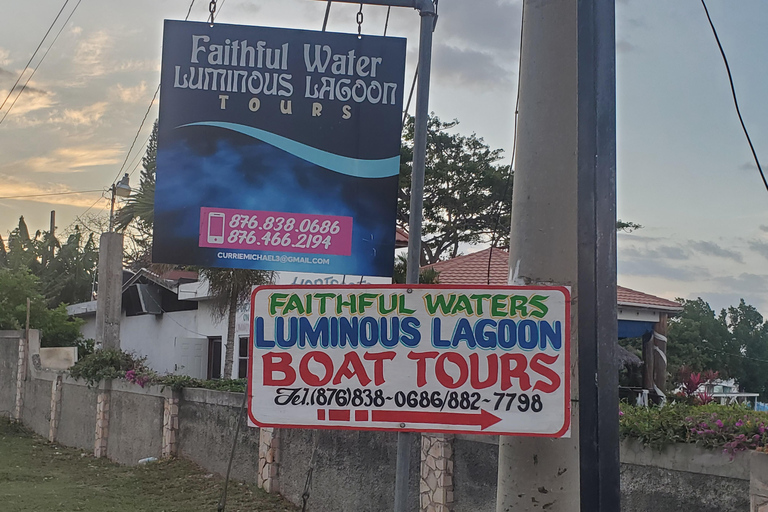 Faithful Water
LUMINOUS LAGOON
TOURS
876.838.0686
876.466.2194
CURRIEMICHAEL3@GMAIL.COM
FAITHFUL WATERS
LUMINOUS LAGOON
BOAT TOURS
Tel.(876)838-0686/882-7798